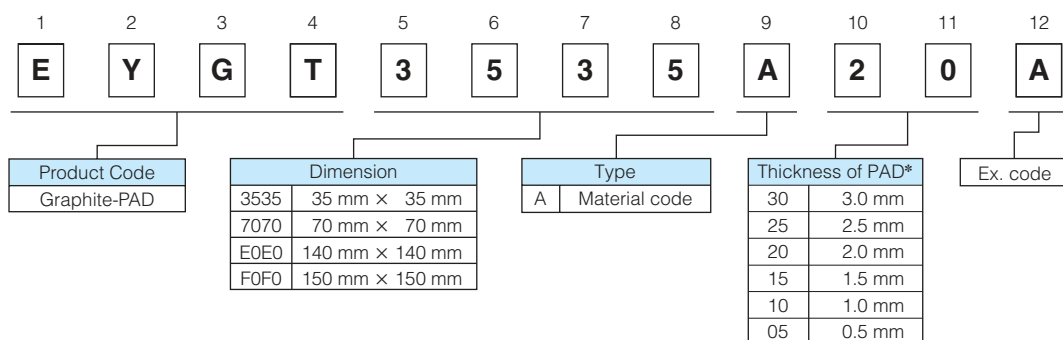 1 2 3 4 5 6 7 8 9 10 11 12
E Y G T 3 5 3 5 A 2 0 A
Product Code
Graphite-PAD
Dimension
3535 35 mm × 35 mm
7070 70 mm × 70 mm
E0E0 140 mm × 140 mm
F0F0 150 mm × 150 mm
Type
A Material code
Thickness of PAD*
30 3.0 mm
25 2.5 mm
20 2.0 mm
15 1.5 mm
10 1.0 mm
05 0.5 mm
Ex. code